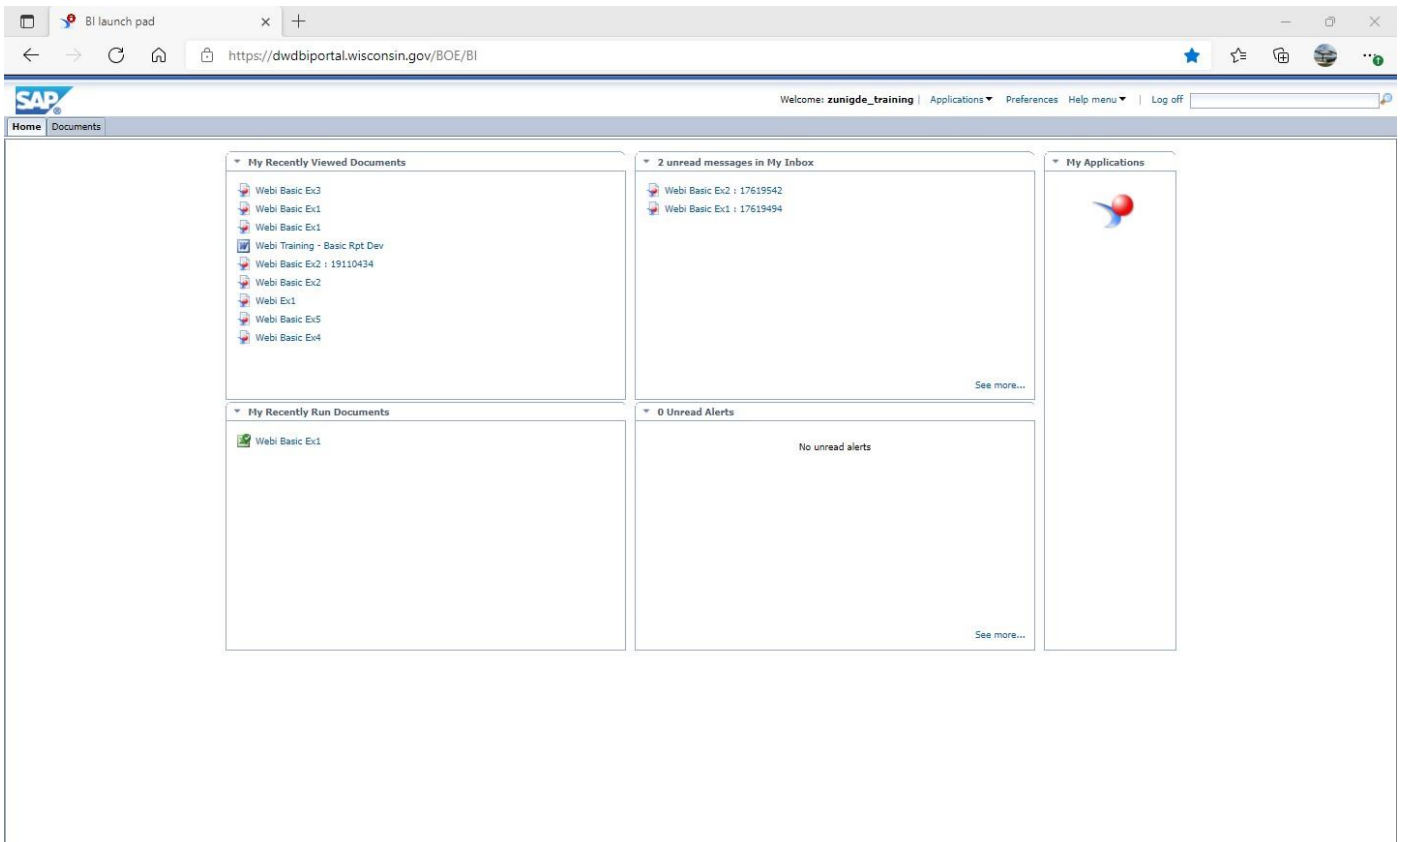 BI launch pad
https://dwdbiportal.wisconsin.gov/BOE/BI
SAP
Welcome: zunigde_training | Applications Preferences Help menu | Log off
Home Documents
My Recently Viewed Documents
Webi Basic Ex3
Webi Basic Ex1
Webi Basic Ex1
Webi Training - Basic Rpt Dev
Webi Basic Ex2 : 19110434
Webi Basic Ex2
Webi Ex1
Webi Basic Ex5
Webi Basic Ex4
2 unread messages in My Inbox
Webi Basic Ex2 : 17619542
Webi Basic Ex1 : 17619494
See more...
My Applications
My Recently Run Documents
Webi Basic Ex1
0 Unread Alerts
No unread alerts
See more...